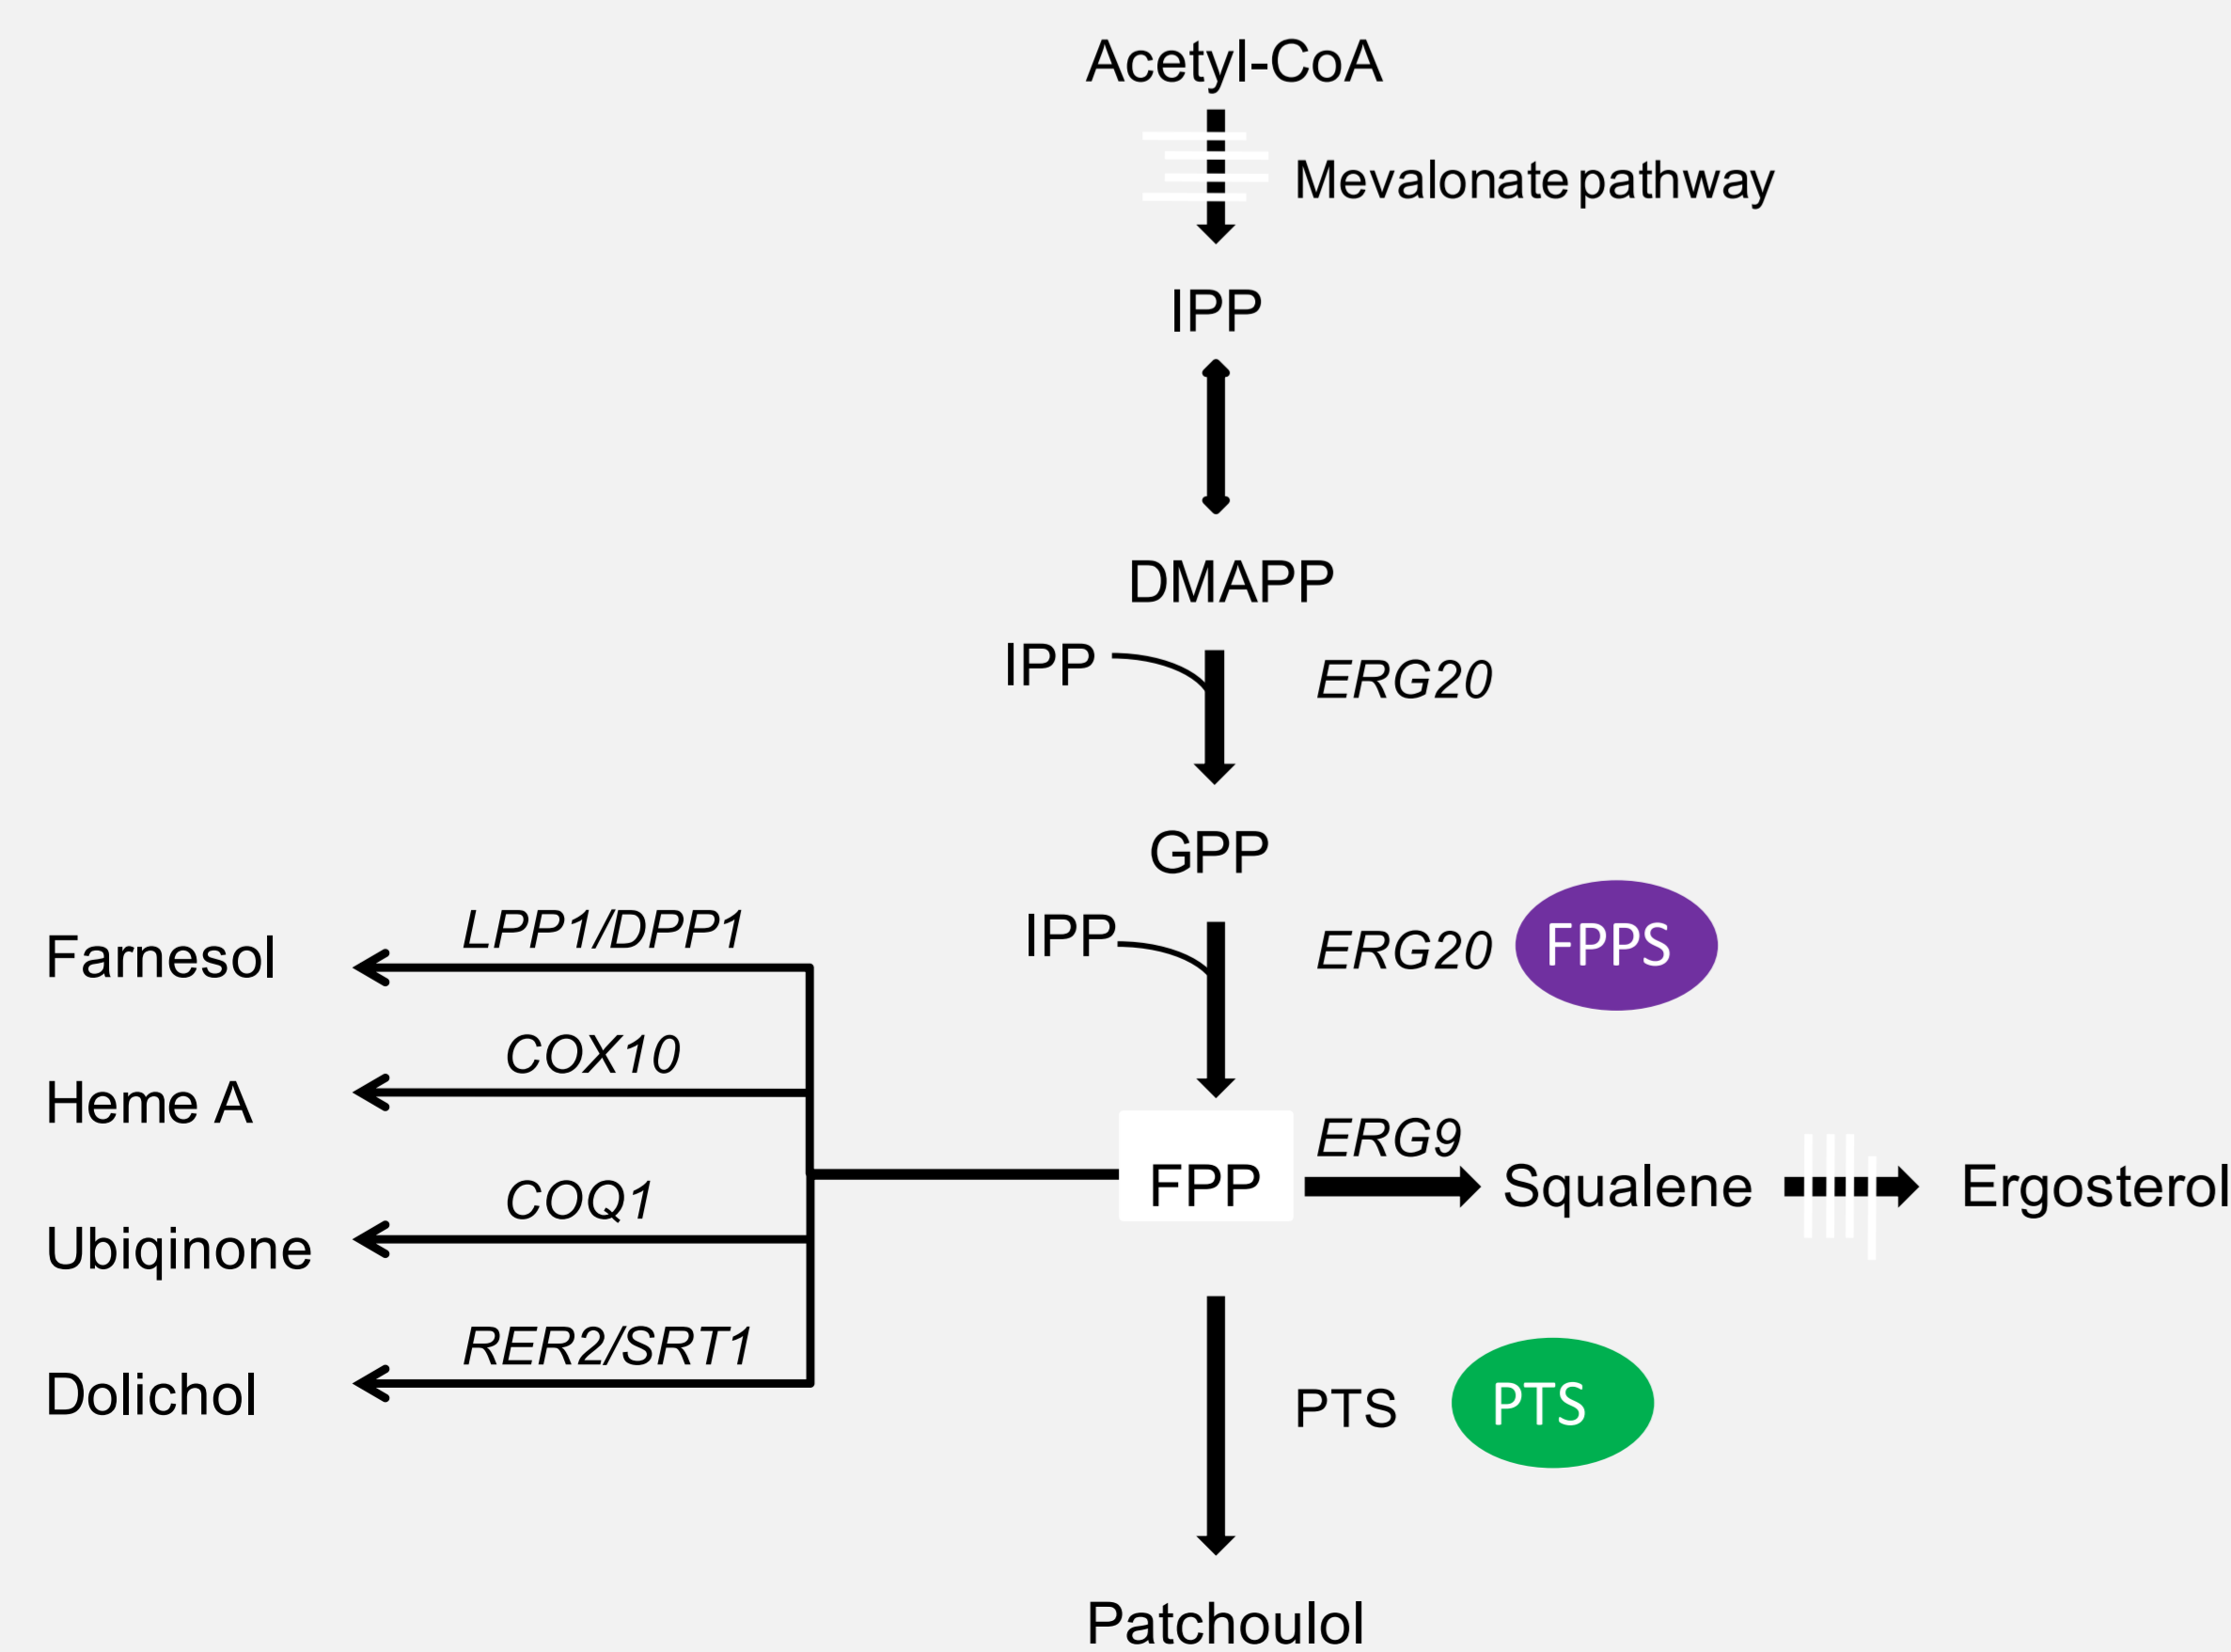 Acetyl-CoA
Mevalonate pathway
IPP
DMAPP
IPP
ERG20
GPP
IPP
ERG20
FPPS
LPP1/DPP1
Farnesol
COX10
Heme A
COQ1
Ubiqinone
RER2/SRT1
Dolichol
FPP
ERG9
Squalene
Ergosterol
PTS
PTS
Patchoulol